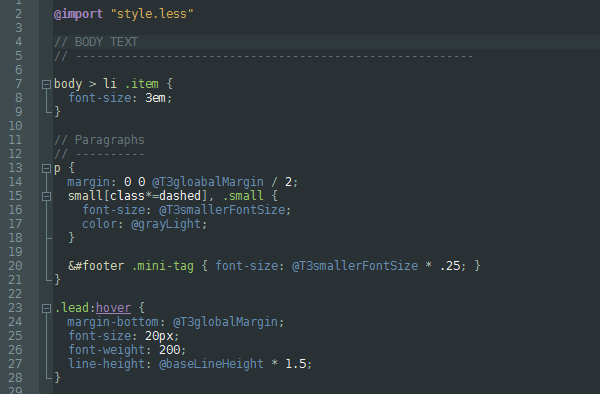 1
2 @import "style.less"
3
4 // BODY TEXT
5 // ---------------------------------------------------------
6
7 body > li .item {
8   font-size: 3em;
9 }
10
11 // Paragraphs
12 // ----------
13 p {
14   margin: 0 0 @T3gloabalMargin / 2;
15   small[class*=dashed], .small {
16     font-size: @T3smallerFontSize;
17     color: @grayLight;
18   }
19
20   &#footer .mini-tag { font-size: @T3smallerFontSize * .25; }
21 }
22
23 .lead:hover {
24   margin-bottom: @T3globalMargin;
25   font-size: 20px;
26   font-weight: 200;
27   line-height: @baseLineHeight * 1.5;
28 }
29